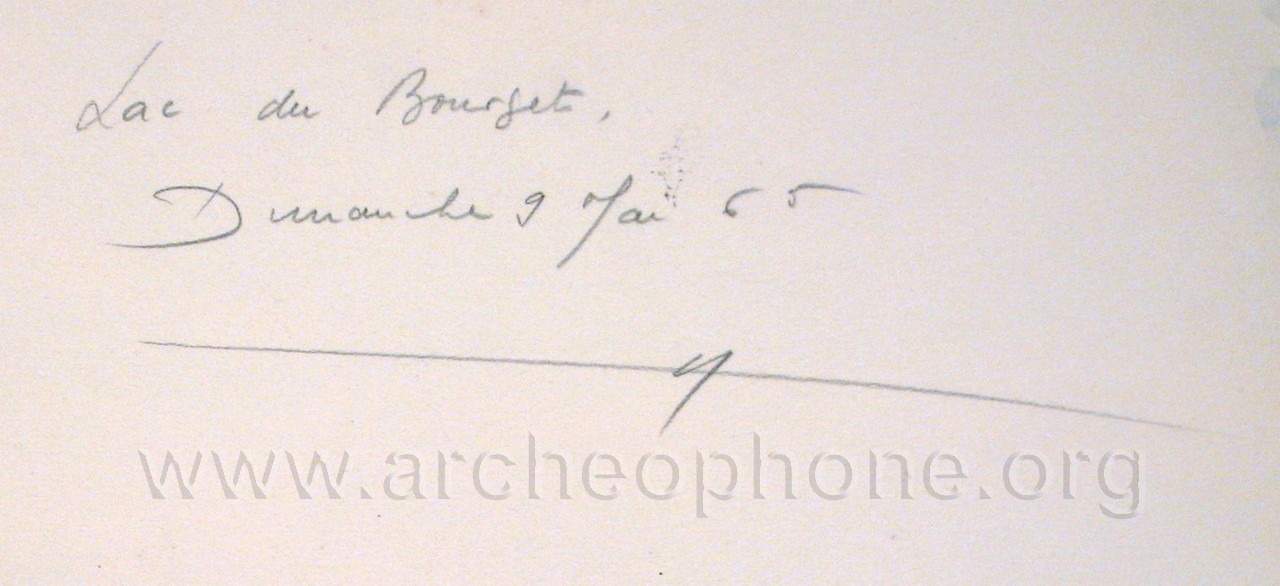 Lac du Bourget,
Dimanche 9 Mai 65
www.archeophone.org